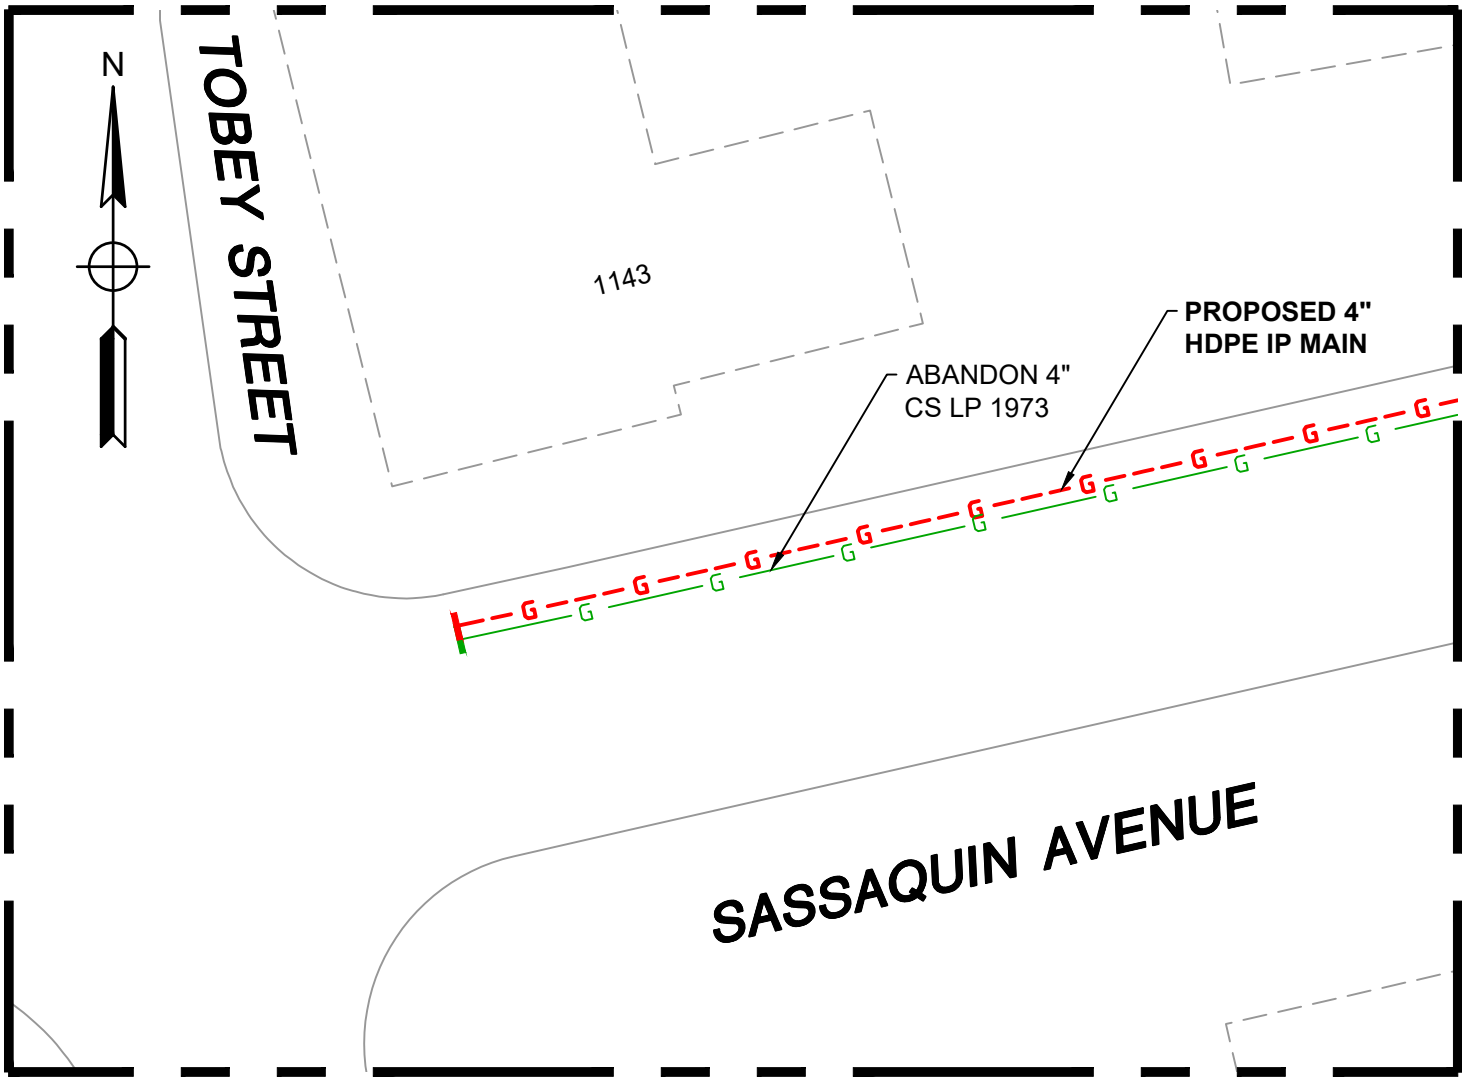 N
TOBEY STREET
1143
PROPOSED 4"
HDPE IP MAIN
ABANDON 4"
CS LP 1973
G G G G G G G G G
G G G G G G G
SASSAQUIN AVENUE